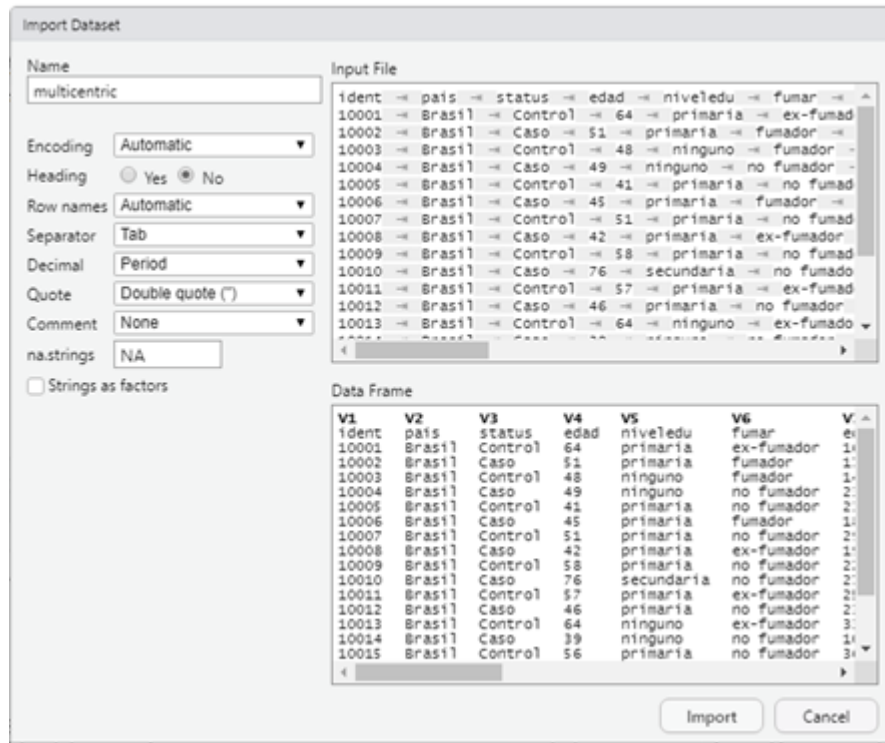 Import Dataset
Name
multicentric
Encoding Automatic
Heading Yes No
Row names Automatic
Separator Tab
Decimal Period
Quote Double quote (")
Comment None
na.strings NA
Strings as factors
Input File
ident pais status edad niveledu fumar
10001 Brasil Control 64 primaria ex-fumad
10002 Brasil Caso 51 primaria fumador
10003 Brasil Control 48 ninguno fumador
10004 Brasil Caso 49 ninguno no fumador
10005 Brasil Control 41 primaria no fumad
10006 Brasil Caso 45 primaria fumador
10007 Brasil Control 51 primaria no fumad
10008 Brasil Caso 42 primaria ex-fumador
10009 Brasil Control 58 primaria no fumad
10010 Brasil Caso 76 secundaria no fumado
10011 Brasil Control 57 primaria ex-fumad
10012 Brasil Caso 46 primaria no fumador
10013 Brasil Control 64 ninguno ex-fumado
Data Frame
V1 V2 V3 V4 V5 V6
ident pais status edad niveledu fumar
10001 Brasil Control 64 primaria ex-fumador
10002 Brasil Caso 51 primaria fumador
10003 Brasil Control 48 ninguno fumador
10004 Brasil Caso 49 ninguno no fumador
10005 Brasil Control 41 primaria no fumador
10006 Brasil Caso 45 primaria fumador
10007 Brasil Control 51 primaria no fumador
10008 Brasil Caso 42 primaria ex-fumador
10009 Brasil Control 58 primaria no fumador
10010 Brasil Caso 76 secundaria no fumador
10011 Brasil Control 57 primaria ex-fumador
10012 Brasil Caso 46 primaria no fumador
10013 Brasil Control 64 ninguno ex-fumador
10014 Brasil Caso 39 ninguno no fumador
10015 Brasil Control 56 primaria no fumador
Import Cancel